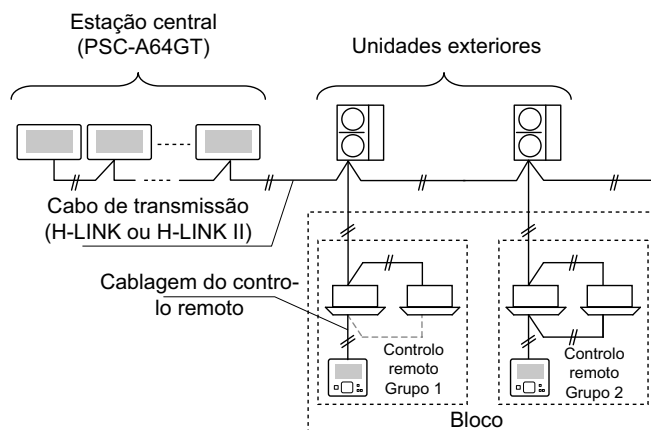 Estação central
(PSC-A64GT)
Unidades exteriores
Cabo de transmissão
(H-LINK ou H-LINK II)
Cablagem do contro-
lo remoto
Controlo
remoto
Grupo 1
Controlo
remoto
Grupo 2
Bloco